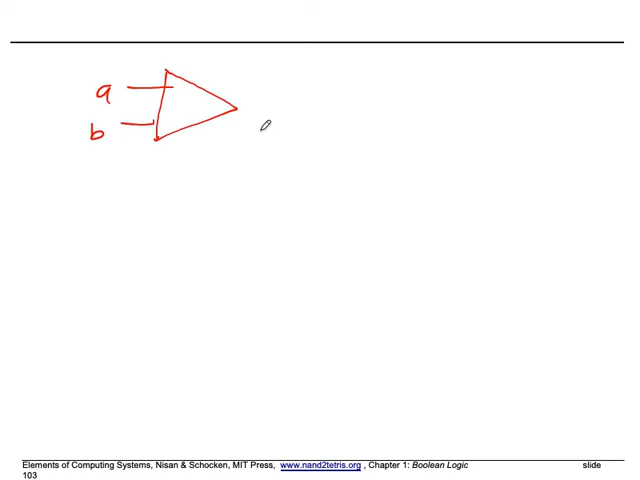 a
b
Elements of Computing Systems, Nisan & Schocken, MIT Press, www.nand2tetris.org , Chapter 1: Boolean Logic slide
103